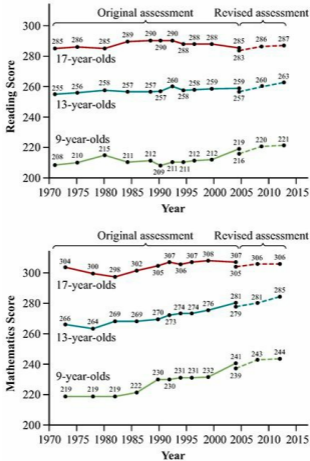 Original assessment Revised assessment
300
285 286 285 289 290 290 290 288 288 285 286 287
290 288 283
280
17-year-olds
260
255 256 258 257 257 257 260 258 259 259 260 263
258 257
13-year-olds
240
9-year-olds
220
208 210 215 211 212 211 212 212 219 220 221
209 211 216
200
1970 1975 1980 1985 1990 1995 2000 2005 2010 2015
Year
Reading Score
Original assessment Revised assessment
304 300 298 302 307 307 308 307 306 306
305 306 305
300
17-year-olds
280
266 264 269 269 270 274 274 276 281 281 285
273 279
13-year-olds
260
9-year-olds
240
219 219 219 222 230 231 231 232 241 243 244
230 239
220
200
1970 1975 1980 1985 1990 1995 2000 2005 2010 2015
Year
Mathematics Score